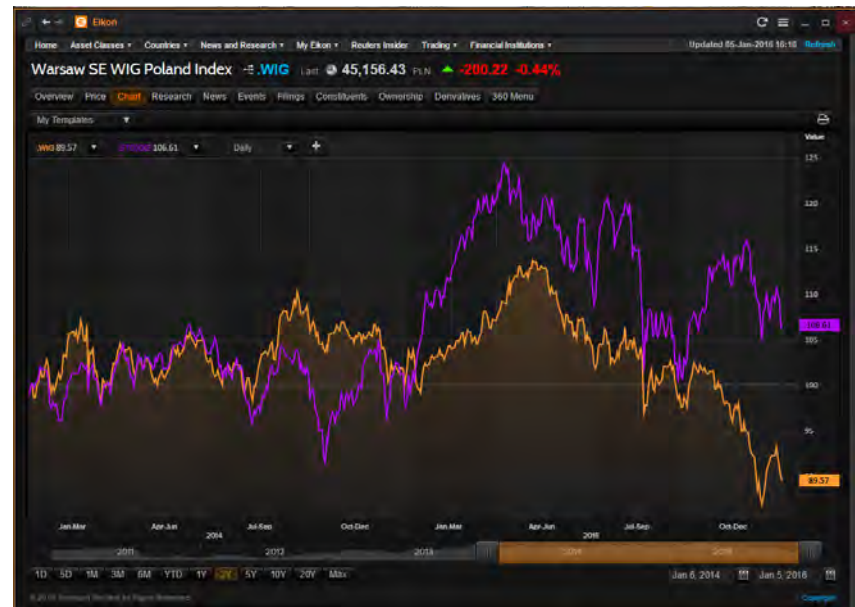 Eikon
Home Asset Classes Countries News and Research My Eikon Reuters Insider Trading Financial Institutions Updated 05-Jan-2016 16:16 Refresh
Warsaw SE WIG Poland Index .WIG Last 45,156.43 PLN -200.22 -0.44%
Overview Price Chart Research News Events Filings Constituents Ownership Derivatives 360 Menu
My Templates
.WIG 89.57 106.61 Daily
Value
125
120
115
110
106.61
105
100
95
89.57
Jan-Mar Apr-Jun Jul-Sep Oct-Dec Jan-Mar Apr-Jun Jul-Sep Oct-Dec
2014
2011 2012 2013
1D 5D 1M 3M 6M YTD 1Y 2Y 5Y 10Y 20Y Max Jan 6, 2014 Jan 5, 2016
Copyright